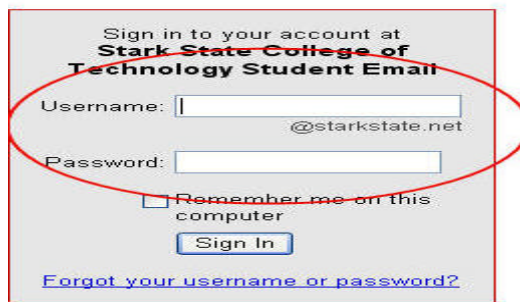 Sign in to your account at
Stark State College of
Technology Student Email
Username:
@starkstate.net
Password:
Remember me on this
computer
Sign In
Forgot your username or password?